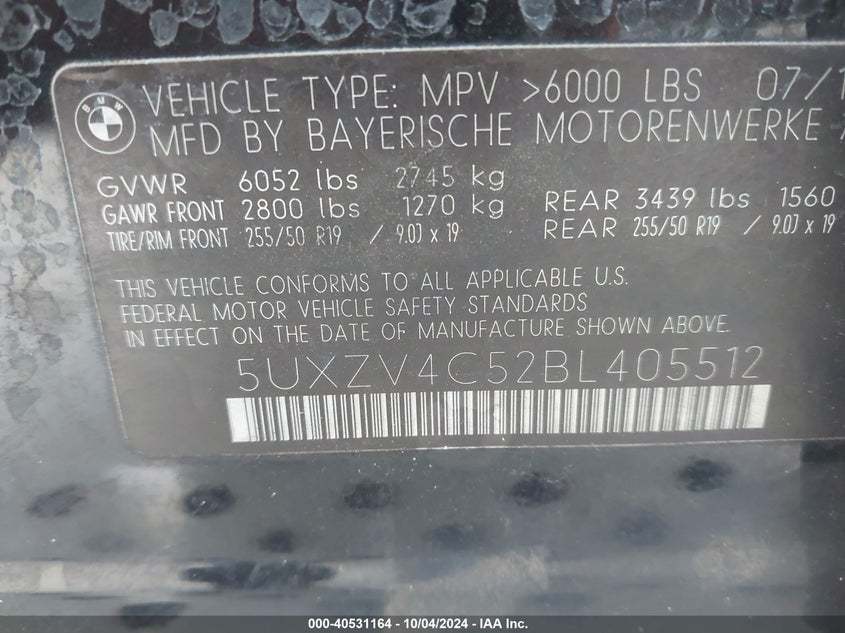 BMW
VEHICLE TYPE: MPV >6000 LBS 07/1
MFD BY BAYERISCHE MOTORENWERKE
GVWR 6052 lbs 2745 kg
GAWR FRONT 2800 lbs 1270 kg REAR 3439 lbs 1560
TIRE/RIM FRONT 255/50 R19 / 9.0J x 19 REAR 255/50 R19 / 9.0J x 19
THIS VEHICLE CONFORMS TO ALL APPLICABLE U.S.
FEDERAL MOTOR VEHICLE SAFETY STANDARDS
IN EFFECT ON THE DATE OF MANUFACTURE SHOWN ABOVE.
5UXZV4C52BL405512
000-40531164 - 10/04/2024 - IAA Inc.